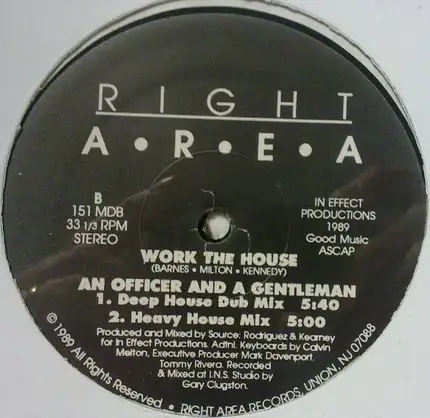 RIGHT
A•R•E•A
B
151 MDB
33 1/3 RPM
STEREO
IN EFFECT
PRODUCTIONS
1989
Good Music
ASCAP
WORK THE HOUSE
(BARNES • MILTON • KENNEDY)
AN OFFICER AND A GENTLEMAN
1. Deep House Dub Mix 5:40
2. Heavy House Mix 5:00
Produced and Mixed by Source: Rodriguez & Kearney
for In Effect Productions. Adtnl. Keyboards by Calvin
Melton, Executive Producer Mark Davenport,
Tommy Rivera. Recorded
& Mixed at I.N.S. Studio by
Gary Clugston.
© 1989 All Rights Reserved • RIGHT AREA RECORDS, UNION, NJ 07088